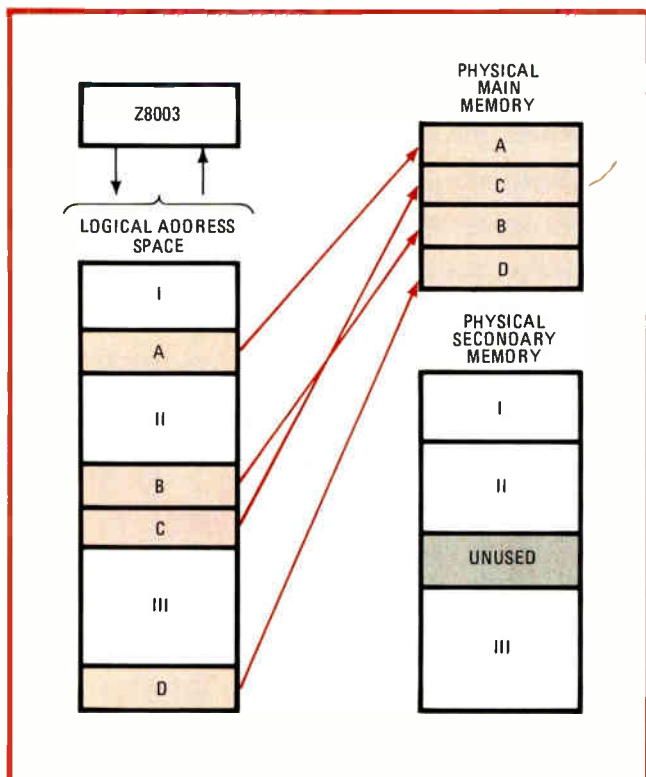 Z8003
LOGICAL ADDRESS
SPACE
I
A
II
B
C
III
D
PHYSICAL
MAIN
MEMORY
A
C
B
D
PHYSICAL
SECONDARY
MEMORY
I
II
UNUSED
III